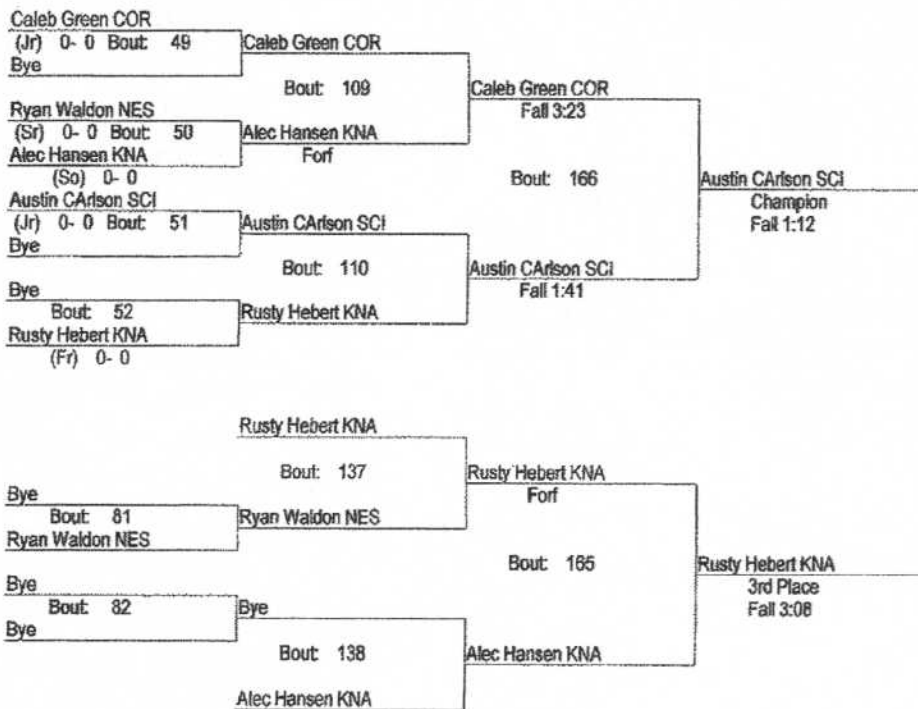 Caleb Green COR
(Jr) 0- 0 Bout: 49
Bye
Caleb Green COR
Bout: 109
Ryan Waldon NES
(Sr) 0- 0 Bout: 50
Alec Hansen KNA
(So) 0- 0
Alec Hansen KNA
Forf
Caleb Green COR
Fall 3:23
Bout: 166
Austin CArlson SCI
(Jr) 0- 0 Bout: 51
Bye
Austin CArlson SCI
Bout: 110
Bye
Bout: 52
Rusty Hebert KNA
(Fr) 0- 0
Rusty Hebert KNA
Austin CArlson SCI
Fall 1:41
Austin CArlson SCI
Champion
Fall 1:12
Rusty Hebert KNA
Bout: 137
Bye
Bout: 81
Ryan Waldon NES
Ryan Waldon NES
Rusty Hebert KNA
Forf
Bout: 165
Bye
Bout: 82
Bye
Bye
Bout: 138
Alec Hansen KNA
Alec Hansen KNA
Rusty Hebert KNA
3rd Place
Fall 3:08